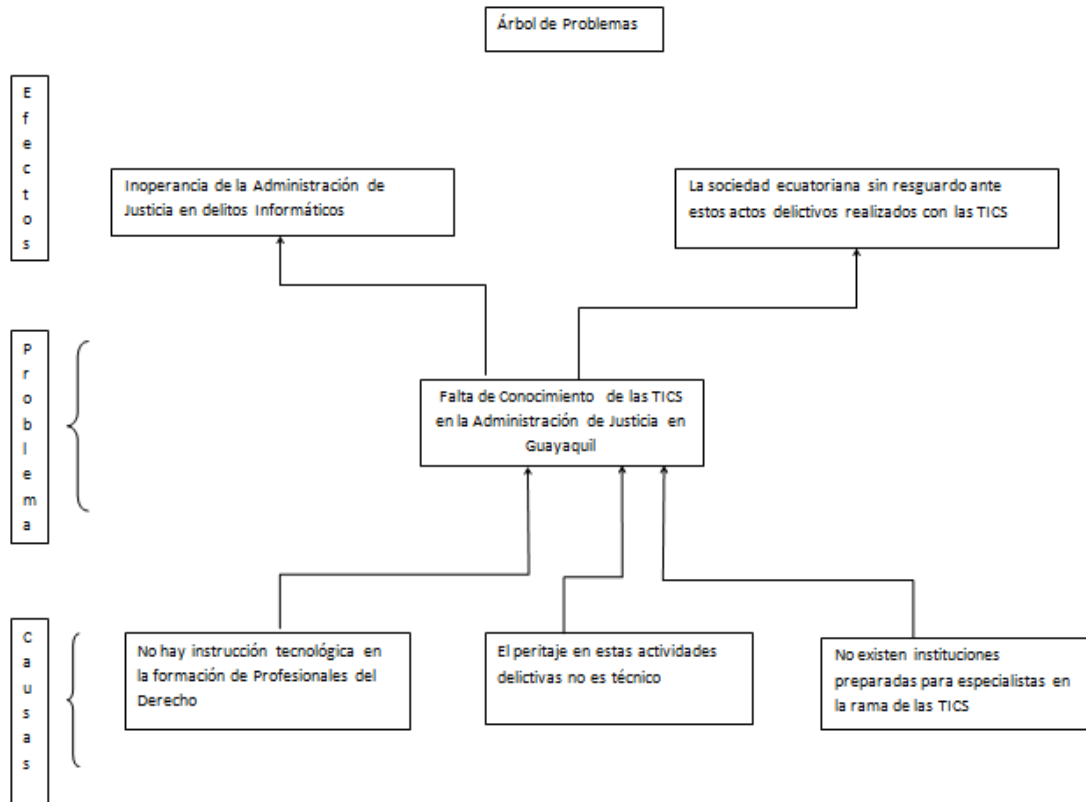 Árbol de Problemas
Efectos
Inoperancia de la Administración de
Justicia en delitos Informáticos
La sociedad ecuatoriana sin resguardo ante
estos actos delictivos realizados con las TICS
Problema
Falta de Conocimiento de las TICS
en la Administración de Justicia en
Guayaquil
Causas
No hay instrucción tecnológica en
la formación de Profesionales del
Derecho
El peritaje en estas actividades
delictivas no es técnico
No existen instituciones
preparadas para especialistas en
la rama de las TICS